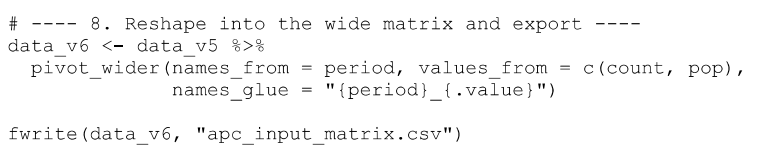 # ---- 8. Reshape into the wide matrix and export ----
data_v6 <- data_v5 %>%
  pivot_wider(names_from = period, values_from = c(count, pop),
              names_glue = "{period}_{.value}")

fwrite(data_v6, "apc_input_matrix.csv")